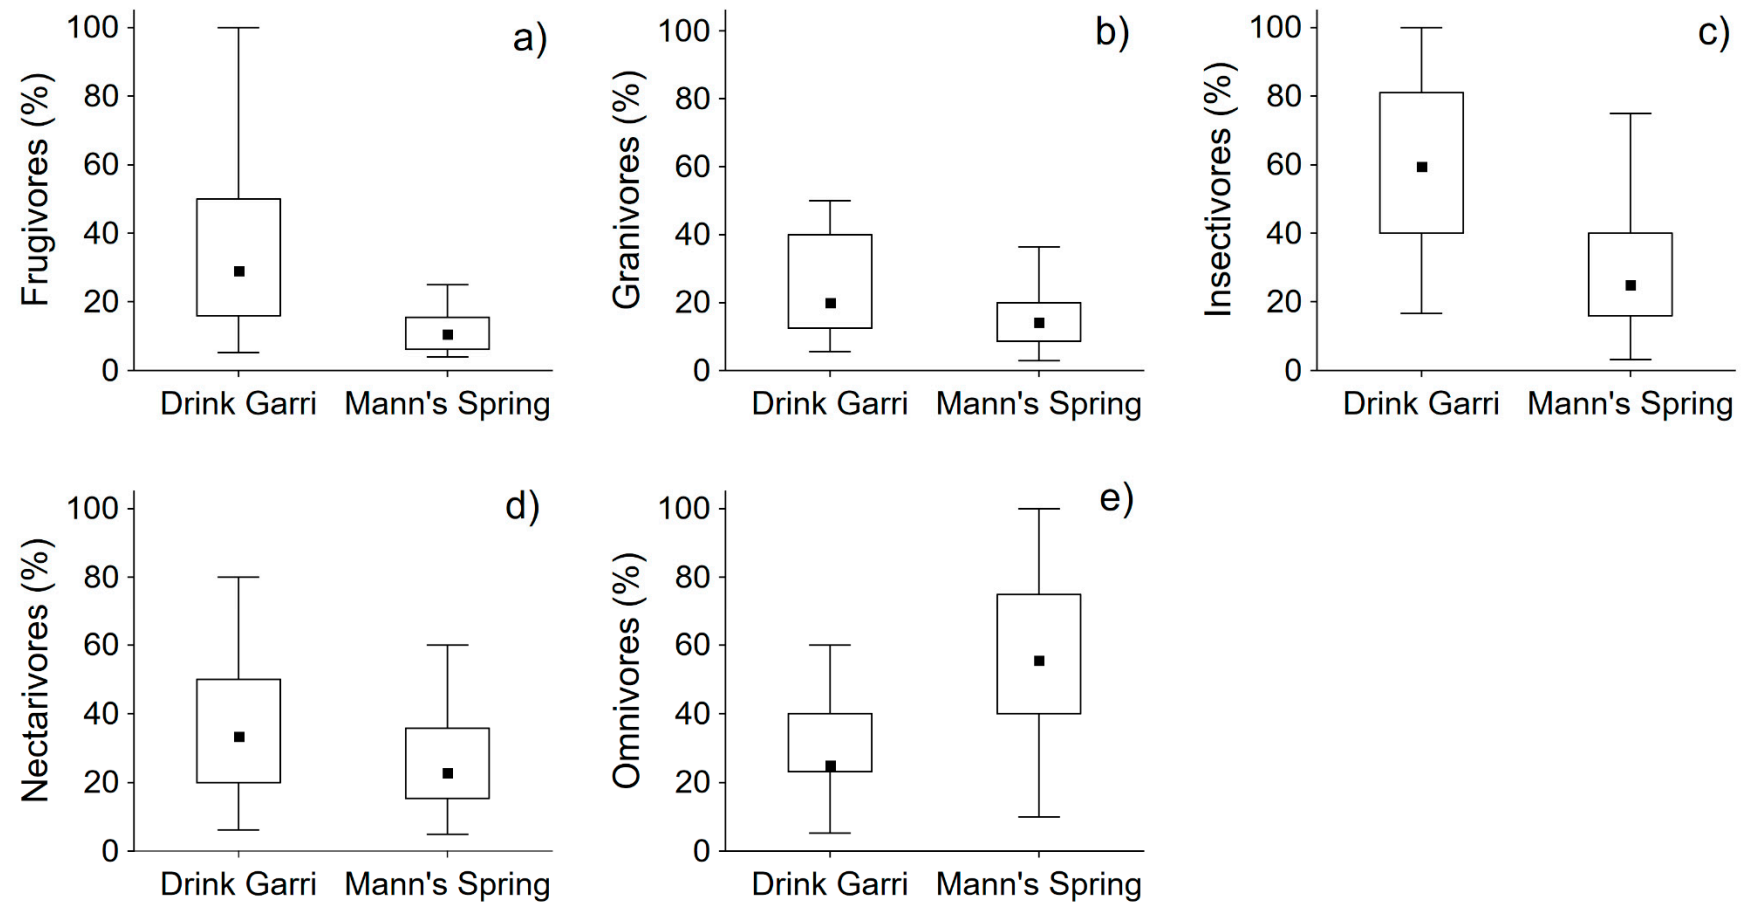 a)
Frugivores (%)
100
80
60
40
20
0
Drink Garri Mann's Spring
b)
Granivores (%)
100
80
60
40
20
0
Drink Garri Mann's Spring
c)
Insectivores (%)
100
80
60
40
20
0
Drink Garri Mann's Spring
d)
Nectarivores (%)
100
80
60
40
20
0
Drink Garri Mann's Spring
e)
Omnivores (%)
100
80
60
40
20
0
Drink Garri Mann's Spring